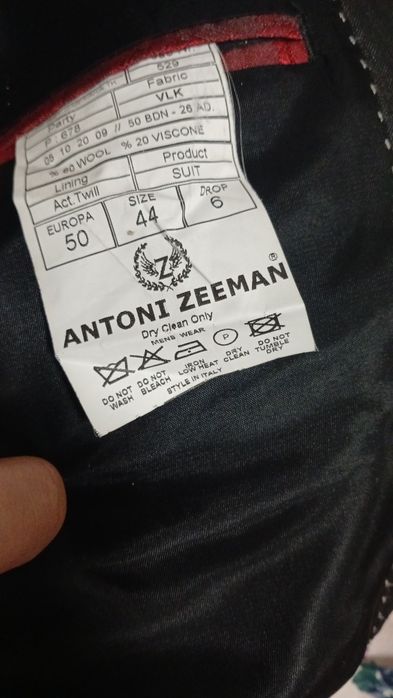 529
Party
Fabric
P - 678
VLK
05 10 20 09 // 50 BDN - 26 AD.
% 80 WOOL % 20 VISCONE
Lining
Product
Act.Twill
SUIT
EUROPA
50
SIZE
44
DROP
6
Z
ANTONI ZEEMAN®
Dry Clean Only
MENS WEAR
P
DO NOT WASH
DO NOT BLEACH
IRON LOW HEAT
DRY CLEAN
DO NOT TUMBLE DRY
STYLE IN ITALY